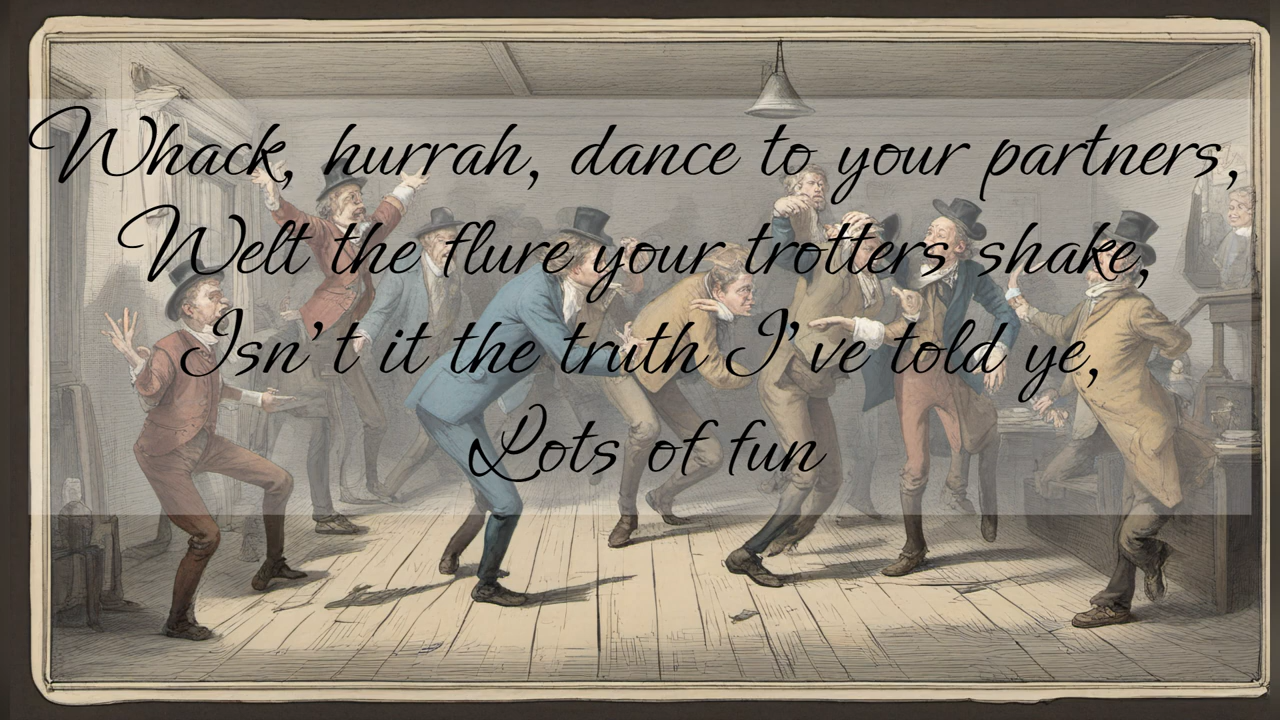 Whack, hurrah, dance to your partners,
Welt the flure your trotters shake,
Isn't it the truth I've told ye,
Lots of fun